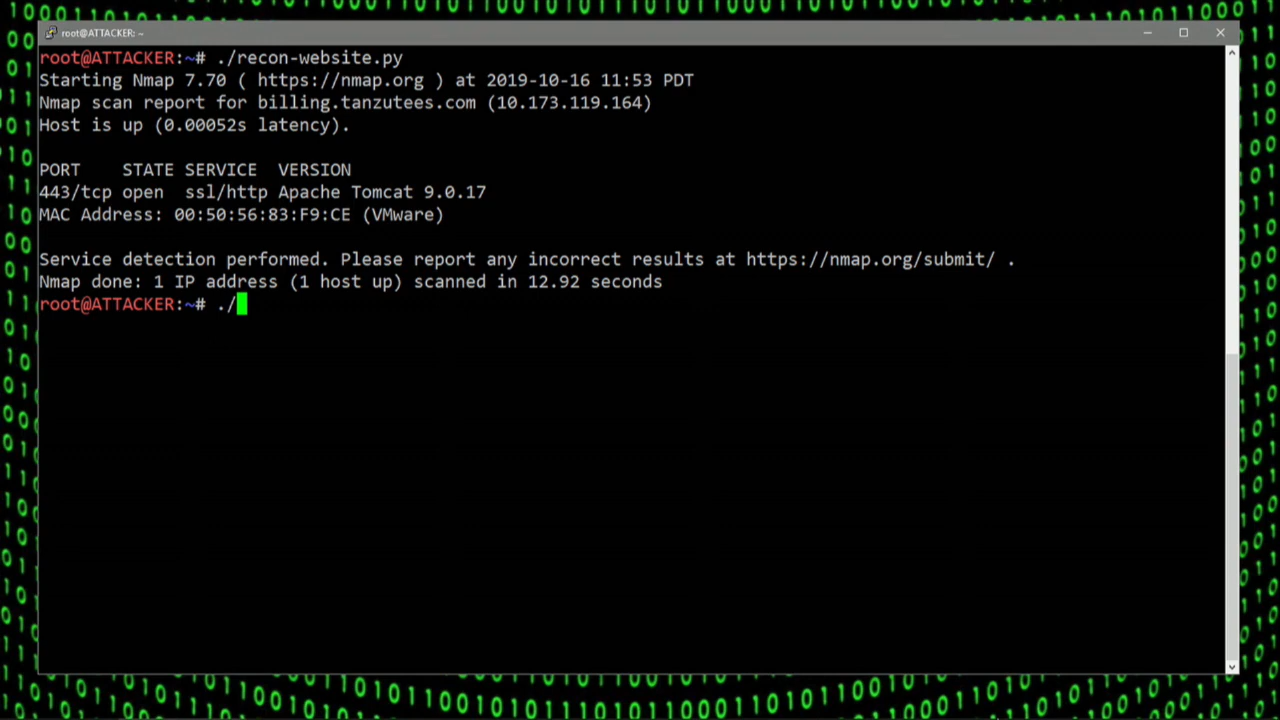 root@ATTACKER: ~
root@ATTACKER:~# ./recon-website.py
Starting Nmap 7.70 ( https://nmap.org ) at 2019-10-16 11:53 PDT
Nmap scan report for billing.tanzutees.com (10.173.119.164)
Host is up (0.00052s latency).
PORT STATE SERVICE VERSION
443/tcp open ssl/http Apache Tomcat 9.0.17
MAC Address: 00:50:56:83:F9:CE (VMware)
Service detection performed. Please report any incorrect results at https://nmap.org/submit/ .
Nmap done: 1 IP address (1 host up) scanned in 12.92 seconds
root@ATTACKER:~# ./